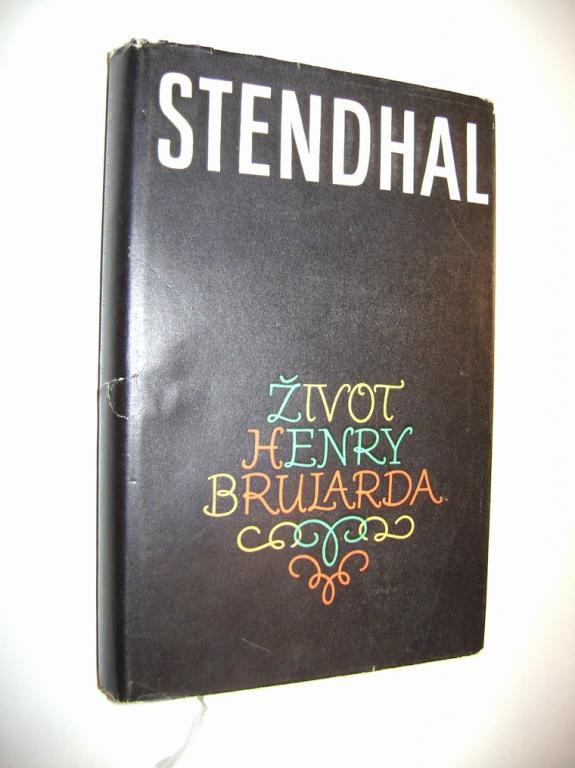 STENDHAL
ŽIVOT
HENRY
BRULARDA